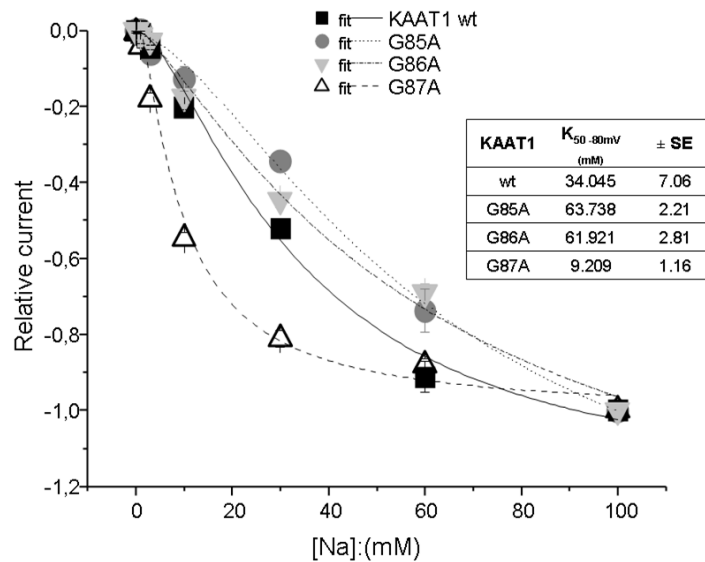 fit KAAT1 wt
fit G85A
fit G86A
fit G87A
0,0
-0,2
-0,4
-0,6
-0,8
-1,0
-1,2
Relative current
KAAT1 K50 -80mV (mM) ± SE
wt 34.045 7.06
G85A 63.738 2.21
G86A 61.921 2.81
G87A 9.209 1.16
0 20 40 60 80 100
[Na]:(mM)